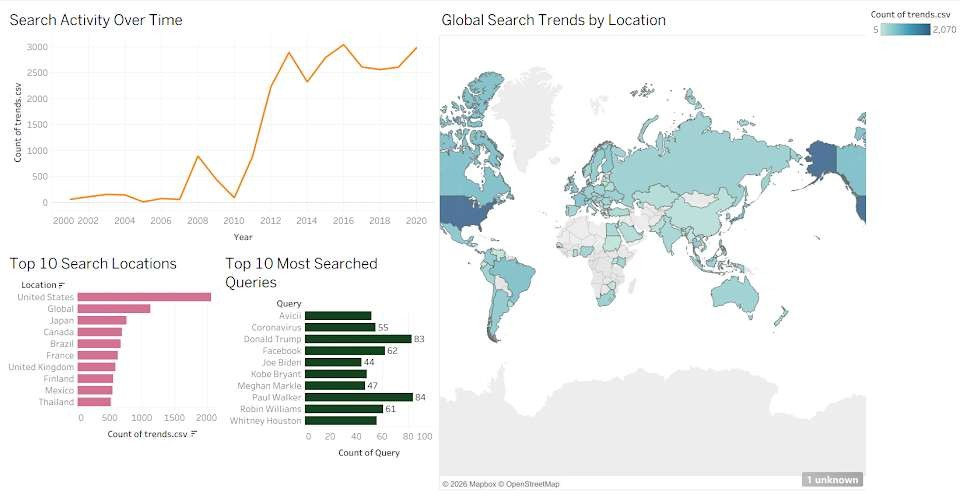 Search Activity Over Time
Count of trends.csv
3000
2500
2000
1500
1000
500
0
2000 2002 2004 2006 2008 2010 2012 2014 2016 2018 2020
Year
Top 10 Search Locations
Location
United States
Global
Japan
Canada
Brazil
France
United Kingdom
Finland
Mexico
Thailand
0 500 1000 1500 2000
Count of trends.csv
Top 10 Most Searched
Queries
Query
Avicii
Coronavirus 55
Donald Trump 83
Facebook 62
Joe Biden 44
Kobe Bryant
Meghan Markle 47
Paul Walker 84
Robin Williams 61
Whitney Houston
0 20 40 60 80 100
Count of Query
Global Search Trends by Location
© 2026 Mapbox © OpenStreetMap
1 unknown
Count of trends.csv
5 2,070